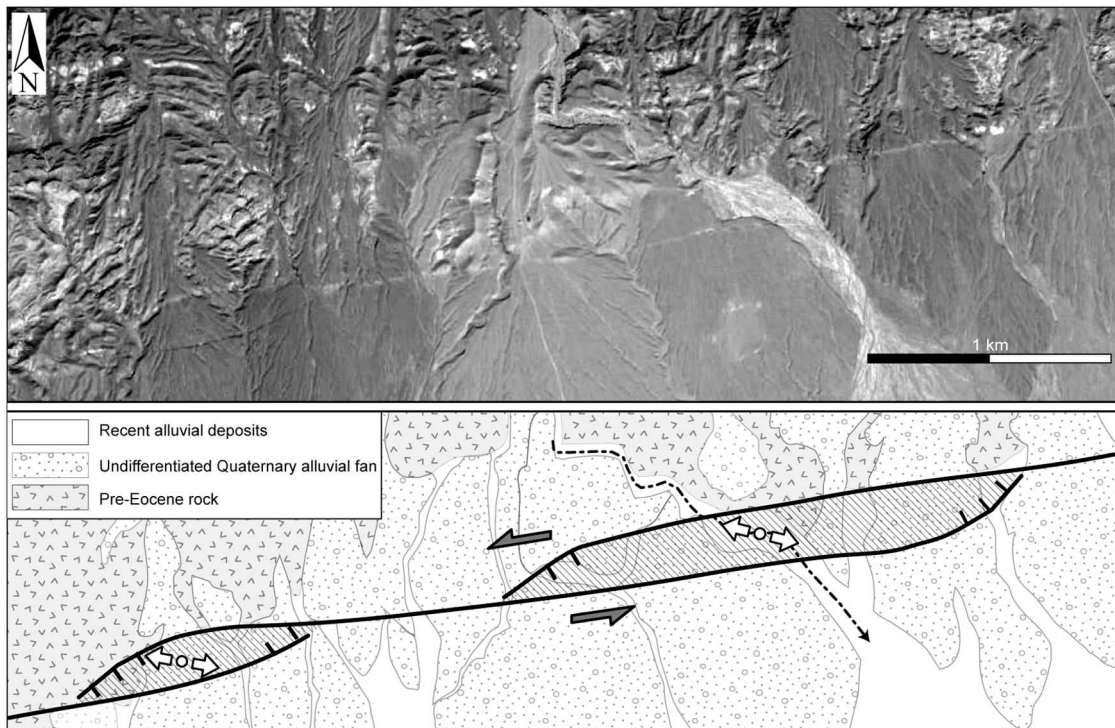 N
1 km
Recent alluvial deposits
Undifferentiated Quaternary alluvial fan
Pre-Eocene rock